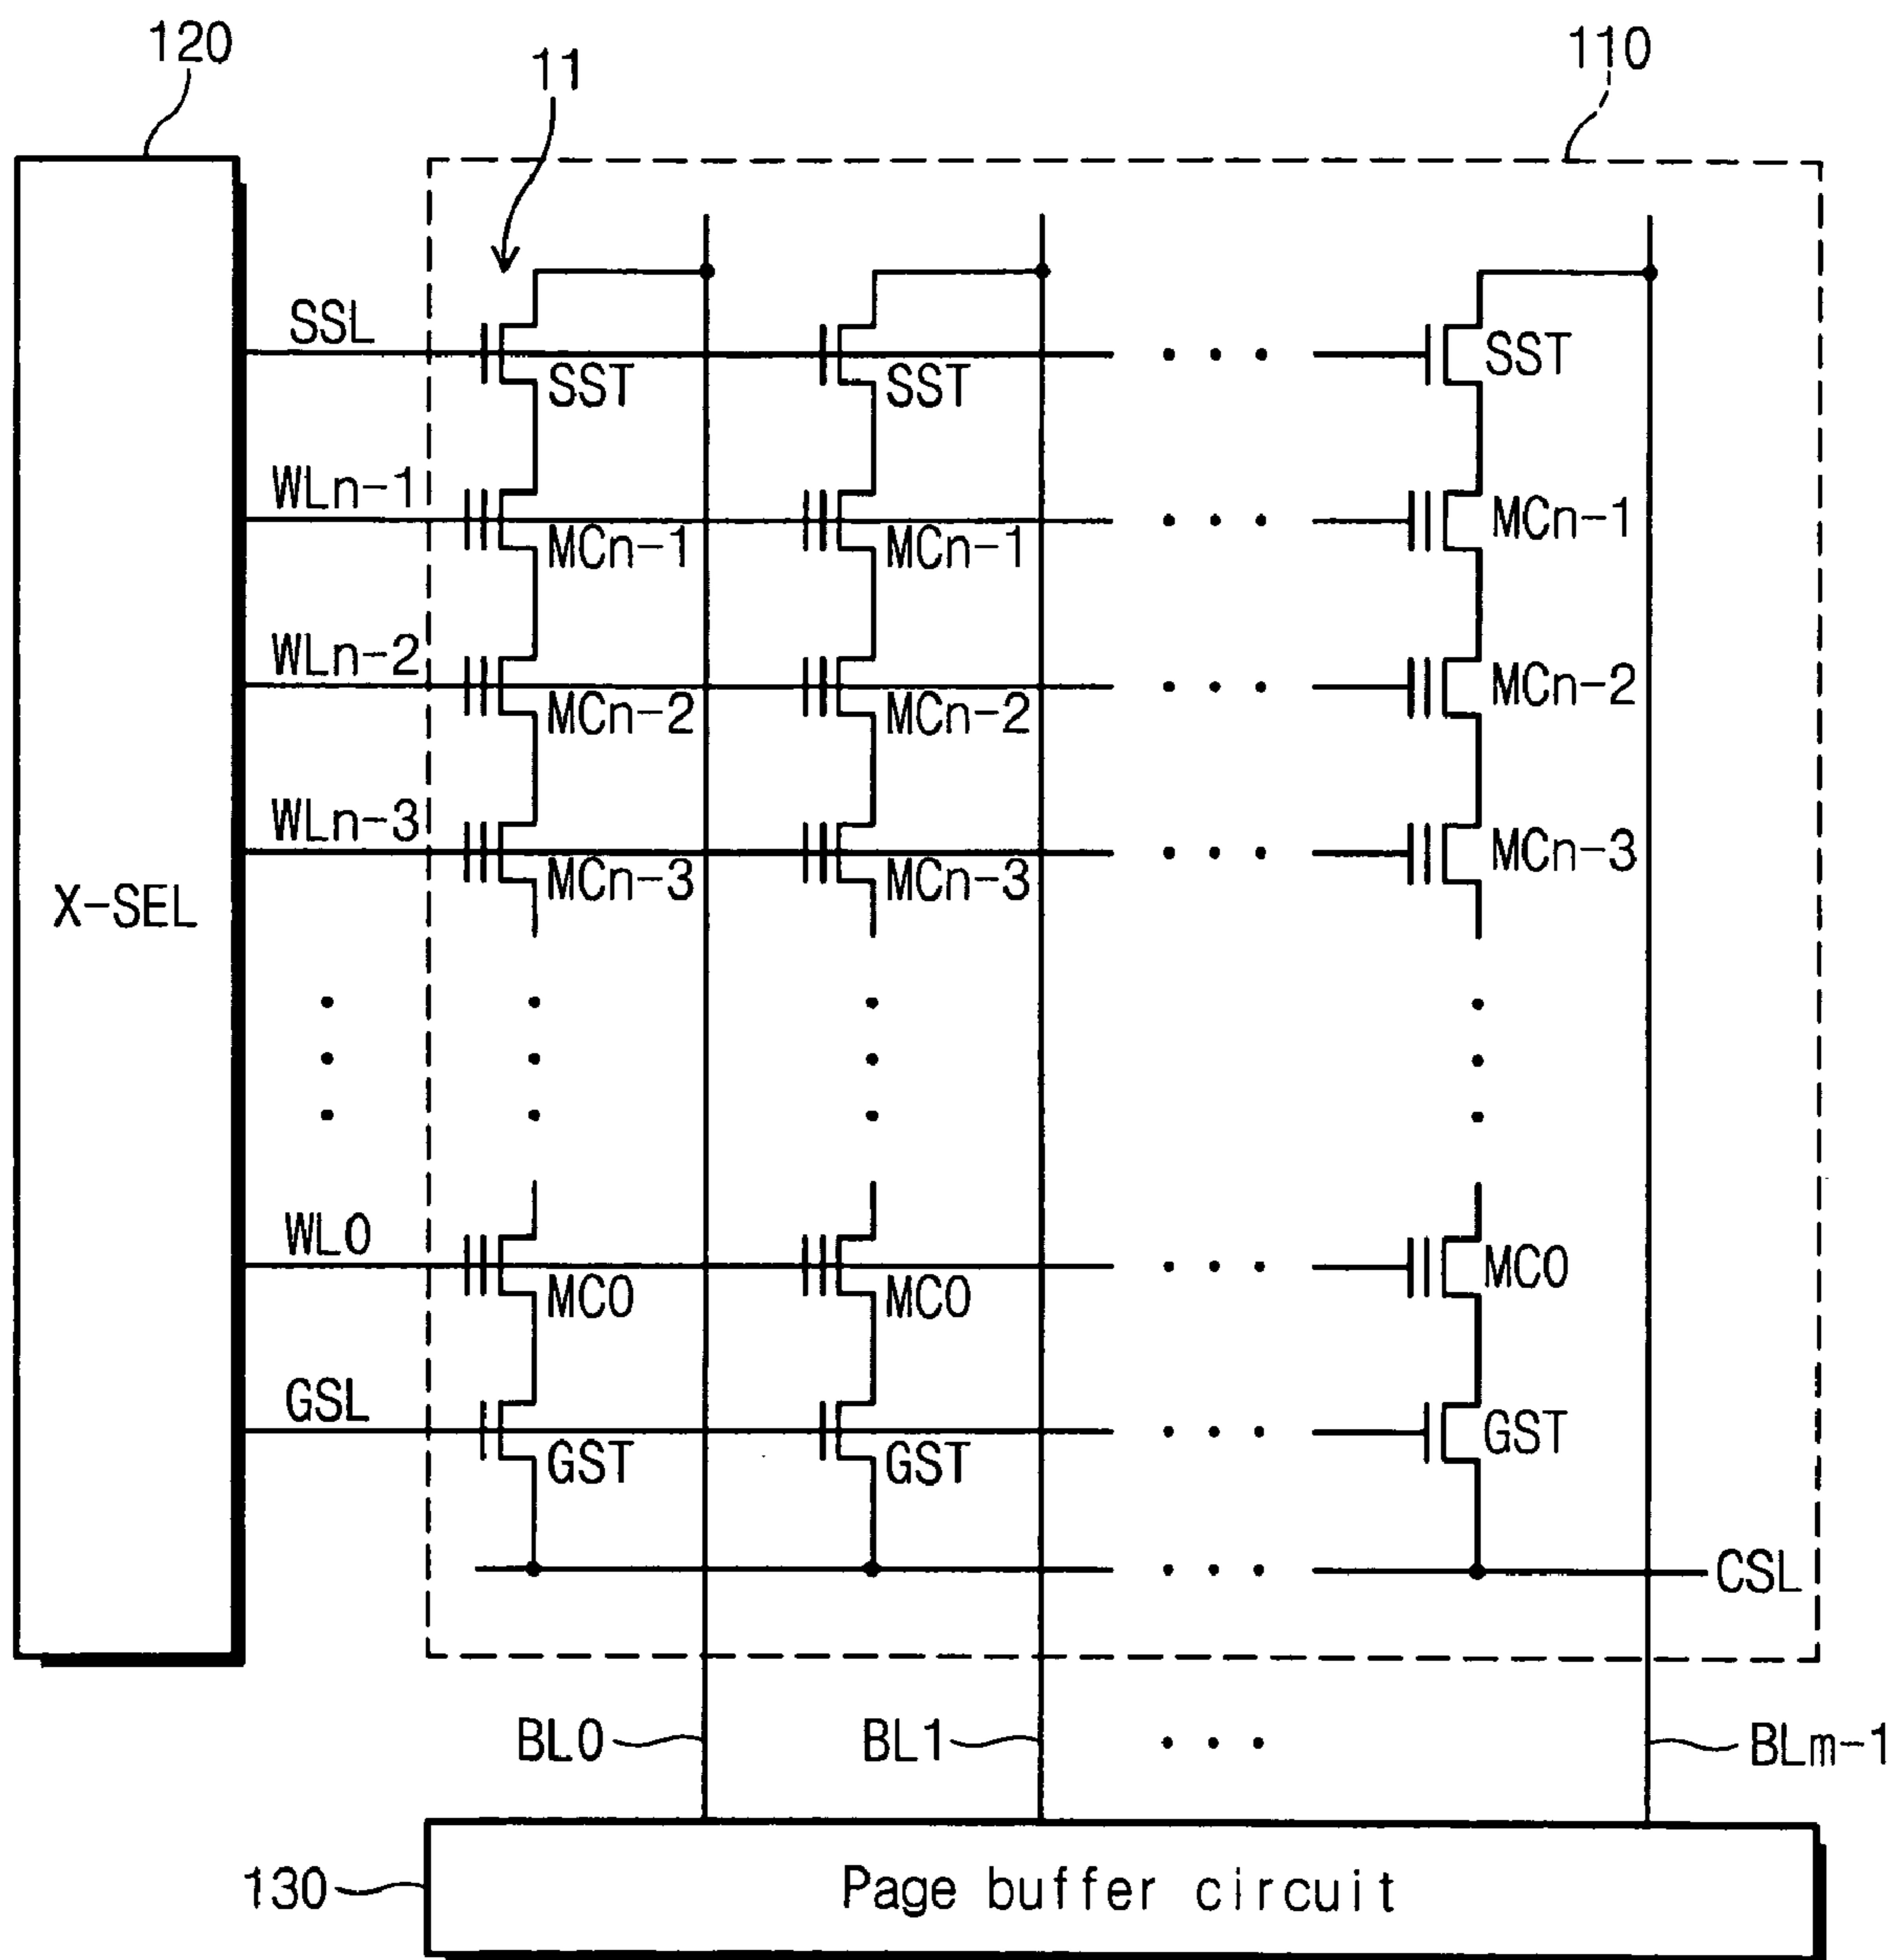 120
11
110
SSL
SST
SST
SST
WLn-1
MCn-1
MCn-1
MCn-1
WLn-2
MCn-2
MCn-2
MCn-2
WLn-3
MCn-3
MCn-3
MCn-3
X-SEL
WL0
MC0
MC0
MC0
GSL
GST
GST
GST
CSL
BL0
BL1
BLm-1
130
Page buffer circuit